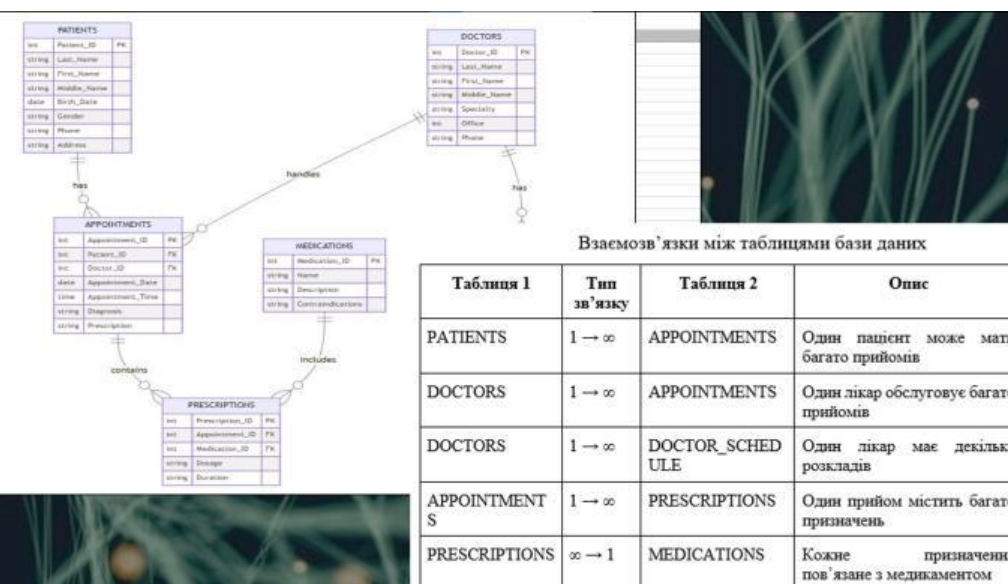 PATIENTS
int Patient_ID PK
string Last_Name
string First_Name
string Middle_Name
date Birth_Date
string Gender
string Phone
string Address
DOCTORS
int Doctor_ID PK
string Last_Name
string First_Name
string Middle_Name
string Specialty
int Office
string Phone
has
handles
has
APPOINTMENTS
int Appointment_ID PK
int Patient_ID FK
int Doctor_ID FK
date Appointment_Date
time Appointment_Time
string Diagnosis
string Prescription
MEDICATIONS
int Medication_ID PK
string Name
string Description
string Contraindications
contains
includes
PRESCRIPTIONS
int Prescription_ID PK
int Appointment_ID FK
int Medication_ID FK
string Dosage
string Duration
Взаємозв’язки між таблицями бази даних
Таблиця 1 Тип Таблиця 2 Опис
зв’язку
PATIENTS 1 → ∞ APPOINTMENTS Один пацієнт може мати
багато прийомів
DOCTORS 1 → ∞ APPOINTMENTS Один лікар обслуговує багато
прийомів
DOCTORS 1 → ∞ DOCTOR_SCHED Один лікар має декілька
ULE розкладів
APPOINTMENT 1 → ∞ PRESCRIPTIONS Один прийом містить багато
S призначень
PRESCRIPTIONS ∞ → 1 MEDICATIONS Кожне призначення
пов’язане з медикаментом